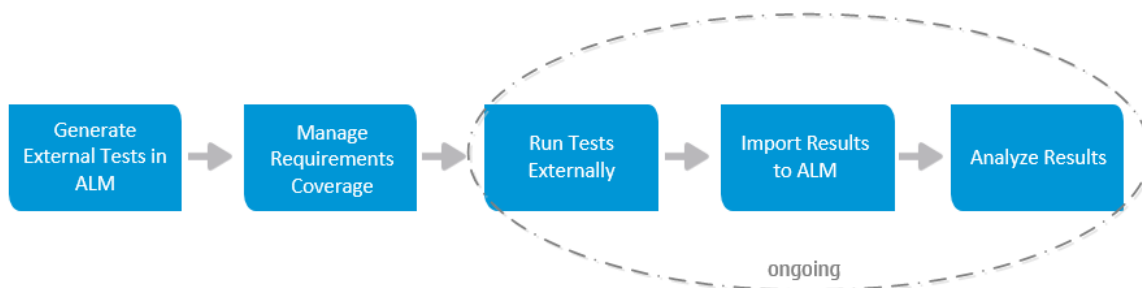 Generate
External Tests in
ALM
Manage
Requirements
Coverage
Run Tests
Externally
Import Results
to ALM
Analyze Results
ongoing